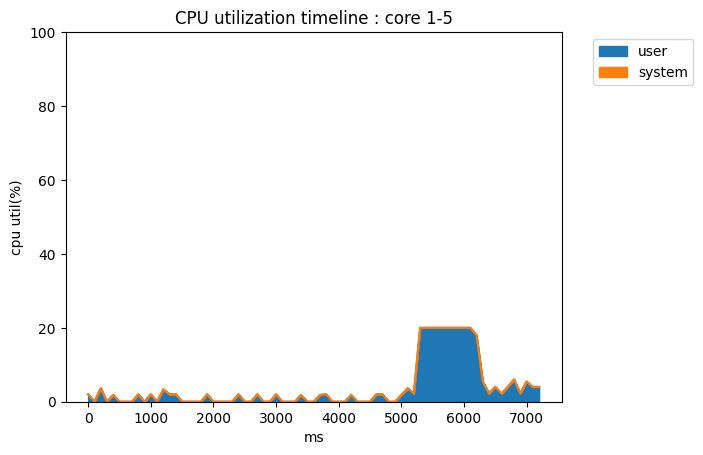 CPU utilization timeline : core 1-5
100
80
60
40
20
0
cpu util(%)
0 1000 2000 3000 4000 5000 6000 7000
ms
user
system